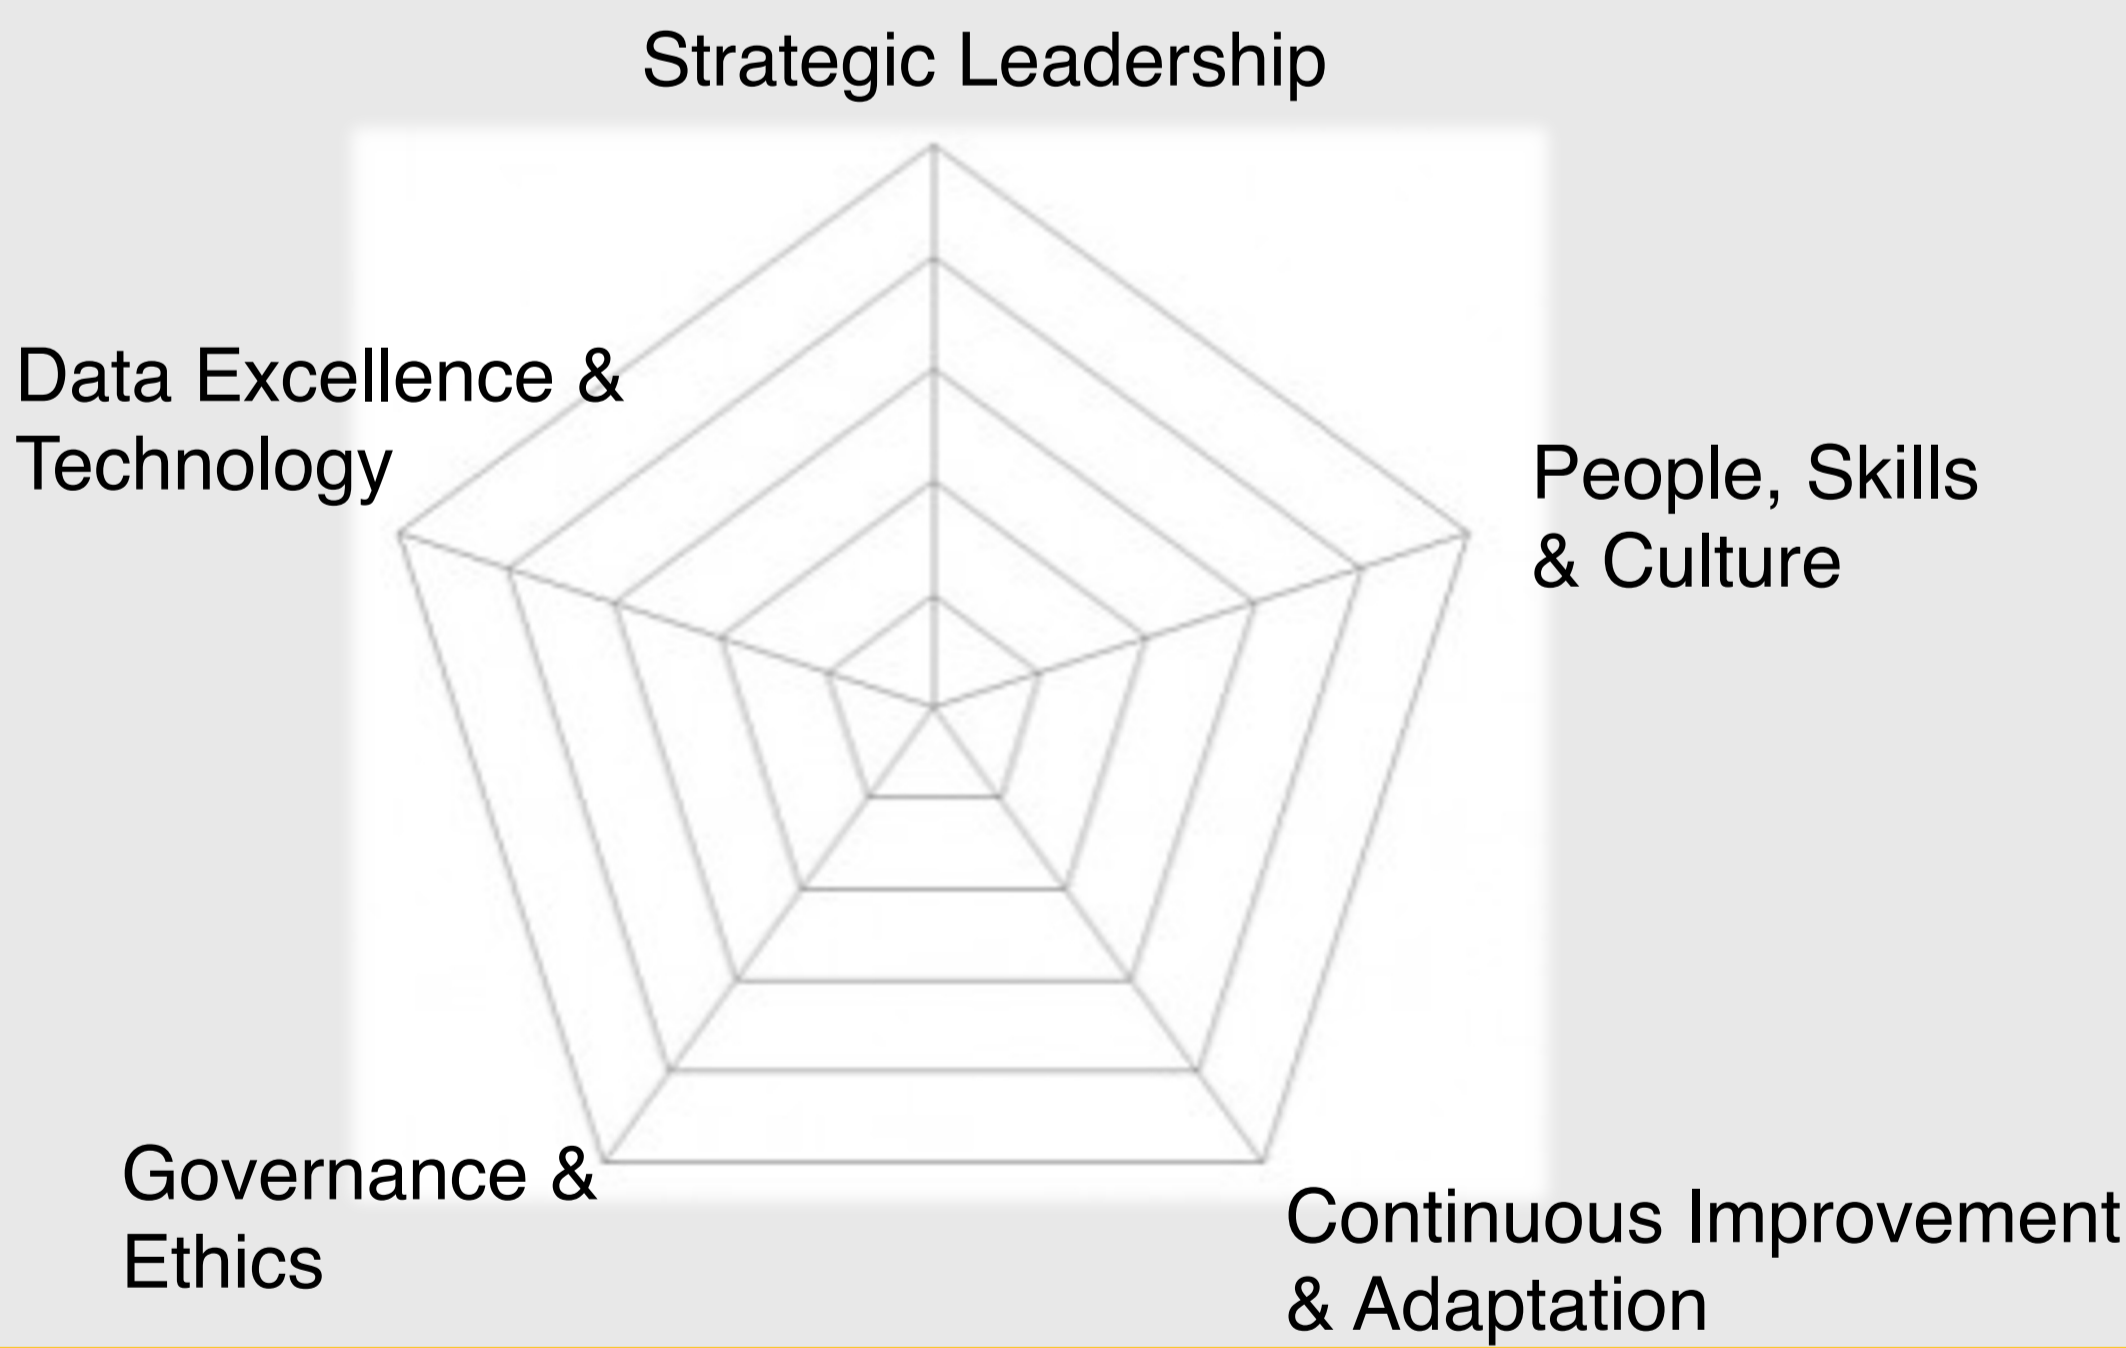 Strategic Leadership
Data Excellence &
Technology
People, Skills
& Culture
Governance &
Ethics
Continuous Improvement
& Adaptation